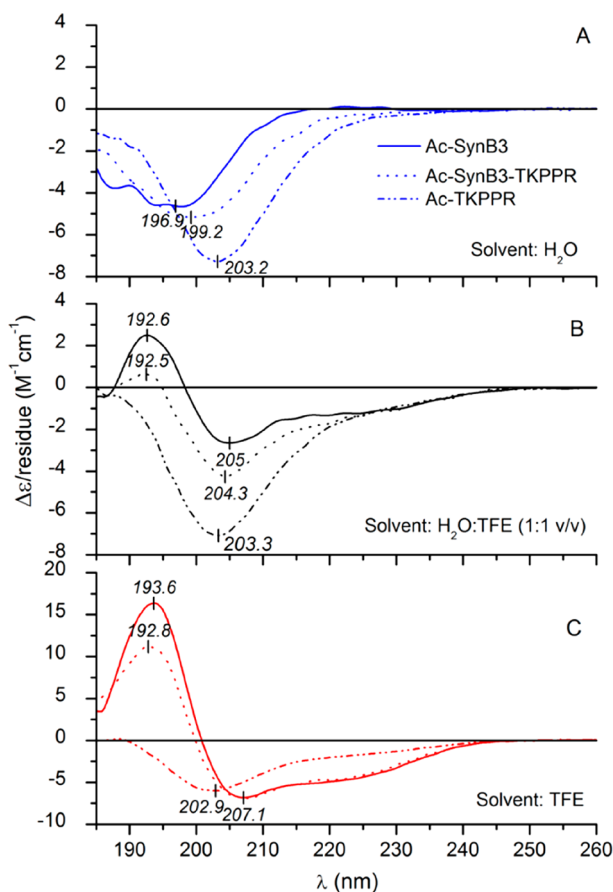 4
A
2
0
-2
Ac-SynB3
Ac-SynB3-TKPPR
-4
Ac-TKPPR
196.9
199.2
-6
203.2
Solvent: H₂O
-8
4
192.6
B
2
192.5
0
-2
205
-4
204.3
-6
203.3
Solvent: H₂O:TFE (1:1 v/v)
-8
Δε/residue (M⁻¹cm⁻¹)
20
193.6
C
15
192.8
10
5
0
-5
202.9
207.1
Solvent: TFE
-10
190 200 210 220 230 240 250 260
λ (nm)